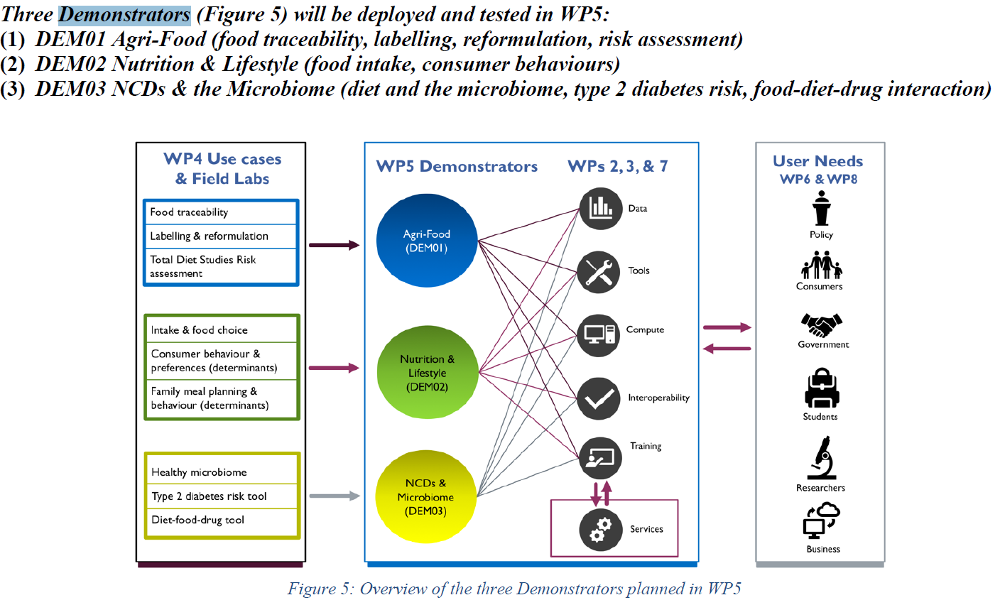 Three Demonstrators (Figure 5) will be deployed and tested in WP5:
(1) DEM01 Agri-Food (food traceability, labelling, reformulation, risk assessment)
(2) DEM02 Nutrition & Lifestyle (food intake, consumer behaviours)
(3) DEM03 NCDs & the Microbiome (diet and the microbiome, type 2 diabetes risk, food-diet-drug interaction)
WP4 Use cases
& Field Labs
Food traceability
Labelling & reformulation
Total Diet Studies Risk
assessment
Intake & food choice
Consumer behaviour &
preferences (determinants)
Family meal planning &
behaviour (determinants)
Healthy microbiome
Type 2 diabetes risk tool
Diet-food-drug tool
WP5 Demonstrators
Agri-Food
(DEM01)
Nutrition &
Lifestyle
(DEM02)
NCDs &
Microbiome
(DEM03)
WPs 2, 3, & 7
Data
Tools
Compute
Interoperability
Training
Services
User Needs
WP6 & WP8
Policy
Consumers
Government
Students
Researchers
Business
Figure 5: Overview of the three Demonstrators planned in WP5